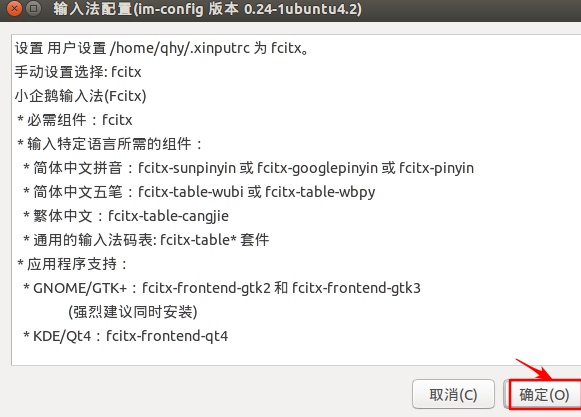 输入法配置(im-config 版本 0.24-1ubuntu4.2)
设置 用户设置 /home/qhy/.xinputrc 为 fcitx。
手动设置选择: fcitx
小企鹅输入法(Fcitx)
* 必需组件：fcitx
* 输入特定语言所需的组件：
* 简体中文拼音：fcitx-sunpinyin 或 fcitx-googlepinyin 或 fcitx-pinyin
* 简体中文五笔：fcitx-table-wubi 或 fcitx-table-wbpy
* 繁体中文：fcitx-table-cangjie
* 通用的输入法码表: fcitx-table* 套件
* 应用程序支持：
* GNOME/GTK+：fcitx-frontend-gtk2 和 fcitx-frontend-gtk3
(强烈建议同时安装)
* KDE/Qt4：fcitx-frontend-qt4
取消(C) 确定(O)